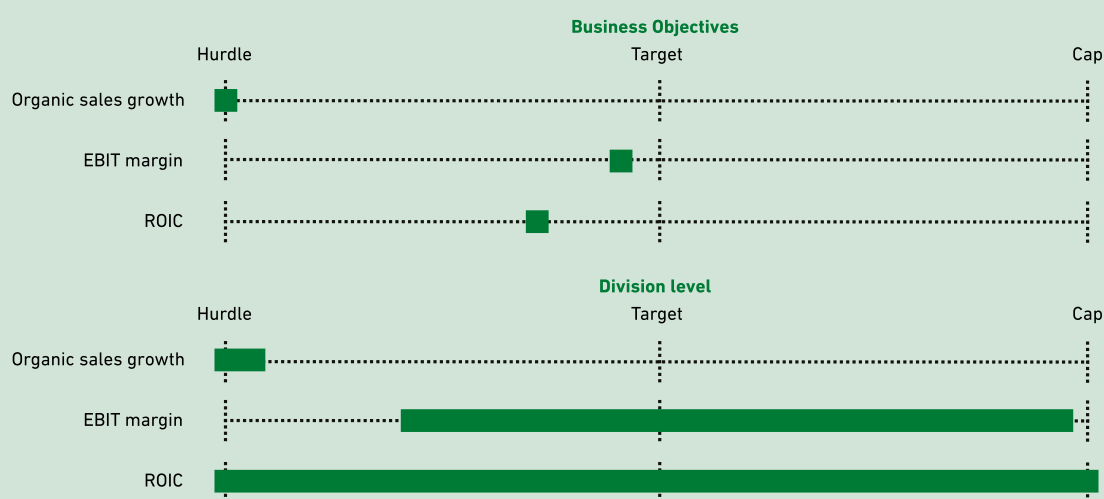 Business Objectives
Hurdle Target Cap
Organic sales growth
EBIT margin
ROIC
Division level
Hurdle Target Cap
Organic sales growth
EBIT margin
ROIC